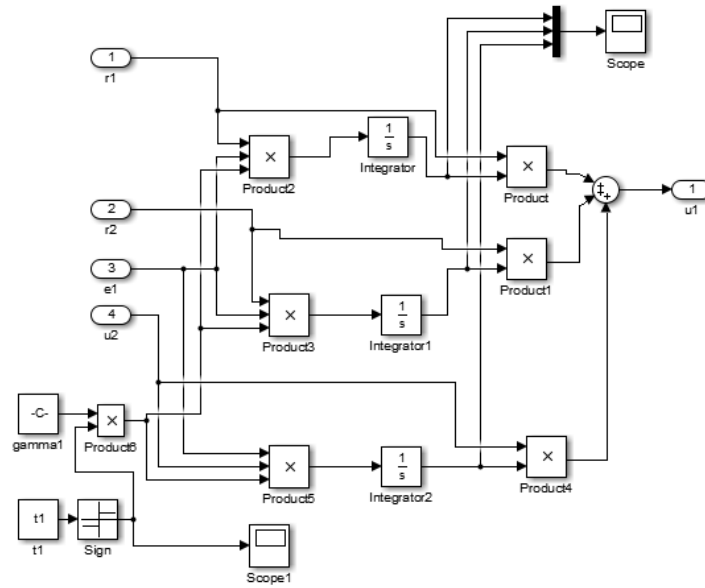 1
r1
Scope
×
Product2
1
s
Integrator
×
Product
+
+
+
1
u1
2
r2
×
Product1
3
e1
4
u2
×
Product3
1
s
Integrator1
-C-
gamma1
×
Product6
×
Product5
1
s
Integrator2
×
Product4
t1
t1
Sign
Scope1